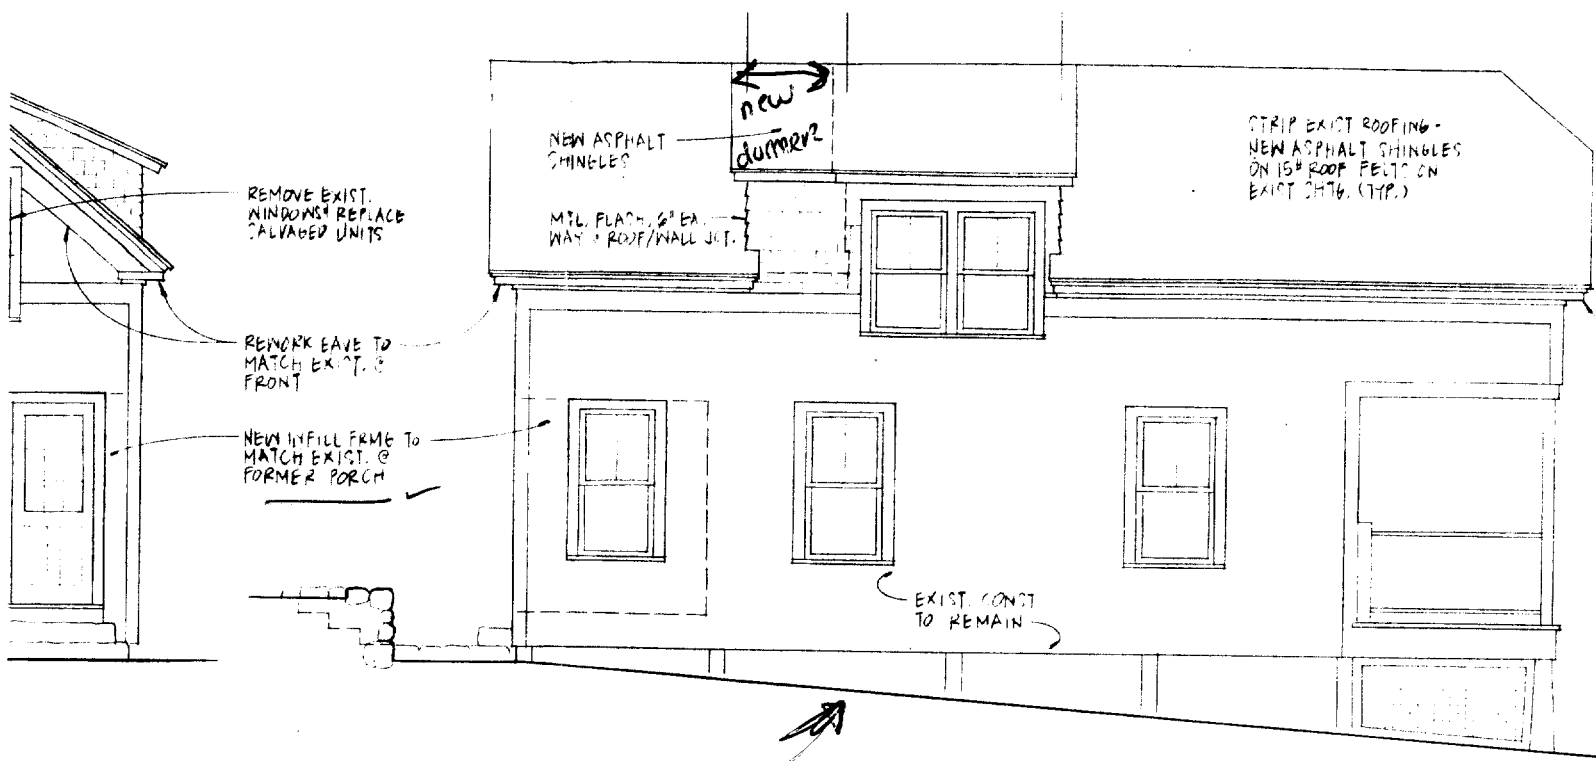 new
dormer?
NEW ASPHALT
SHINGLES
STRIP EXIST ROOFING -
NEW ASPHALT SHINGLES
ON 15# ROOF FELTS ON
EXIST SHTG. (TYP.)
REMOVE EXIST.
WINDOWS & REPLACE
SALVAGED UNITS
MTL. FLASH, 6" EA.
WAY @ ROOF/WALL JCT.
REWORK EAVE TO
MATCH EXIST. @
FRONT
NEW INFILL FRMG TO
MATCH EXIST. @
FORMER PORCH
EXIST. CONST
TO REMAIN